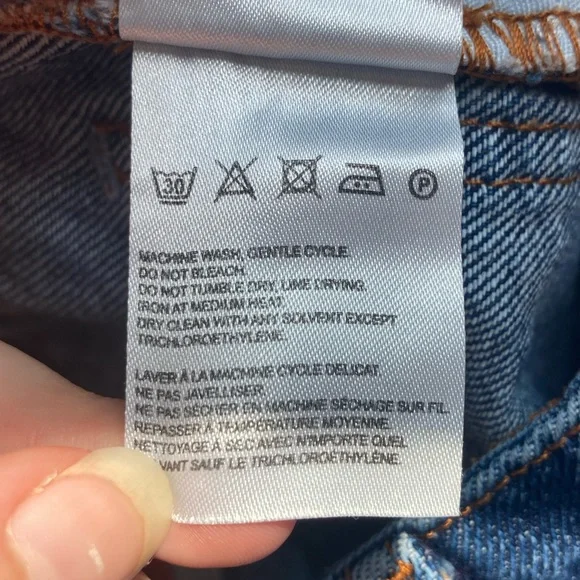 30 P
MACHINE WASH, GENTLE CYCLE.
DO NOT BLEACH.
DO NOT TUMBLE DRY, LINE DRYING.
IRON AT MEDIUM HEAT.
DRY CLEAN WITH ANY SOLVENT EXCEPT
TRICHLOROETHYLENE.
LAVER À LA MACHINE CYCLE DELICAT.
NE PAS JAVELLISER.
NE PAS SÉCHER EN MACHINE SÉCHAGE SUR FIL.
REPASSER À TEMPÉRATURE MOYENNE.
NETTOYAGE À SEC AVEC N'IMPORTE QUEL
SAUF LE TRICHLOROÉTHYLÈNE.